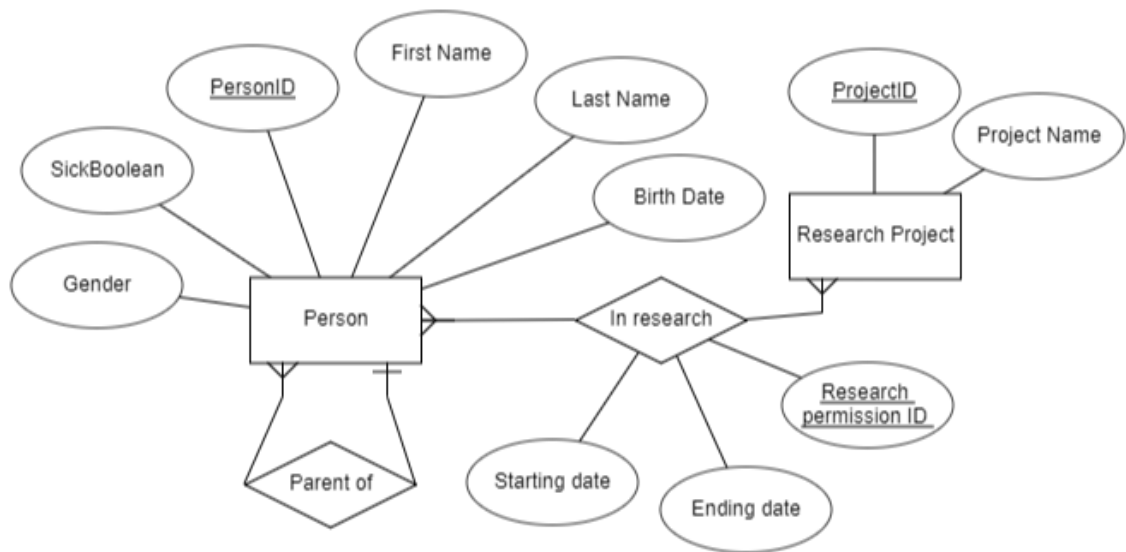 First Name
PersonID
Last Name
ProjectID
Project Name
SickBoolean
Birth Date
Research Project
Gender
Person
In research
Research
permission ID
Parent of
Starting date
Ending date